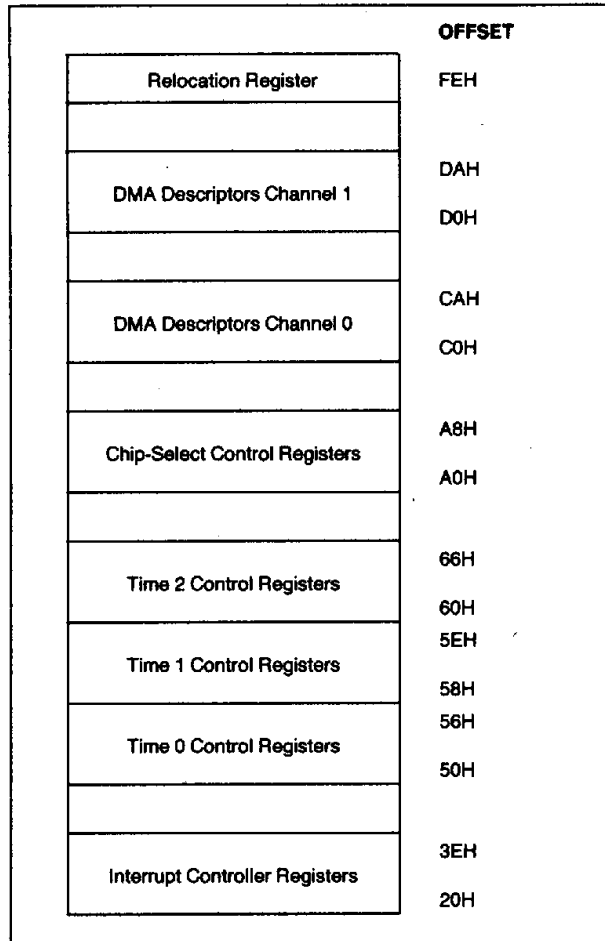 OFFSET
Relocation Register FEH
DAH
DMA Descriptors Channel 1
D0H
CAH
DMA Descriptors Channel 0
C0H
A8H
Chip-Select Control Registers
A0H
66H
Time 2 Control Registers
60H
5EH
Time 1 Control Registers
58H
56H
Time 0 Control Registers
50H
3EH
Interrupt Controller Registers
20H